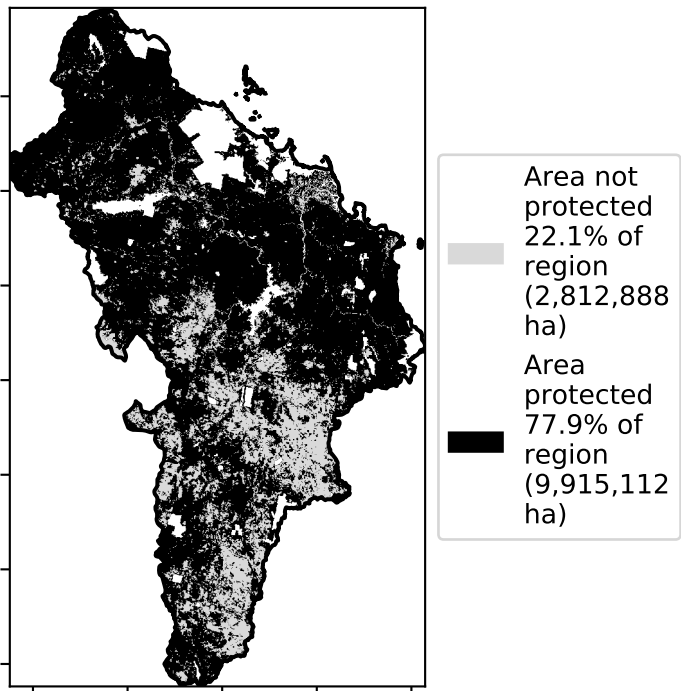 Area not
protected
22.1% of
region
(2,812,888
ha)
Area
protected
77.9% of
region
(9,915,112
ha)